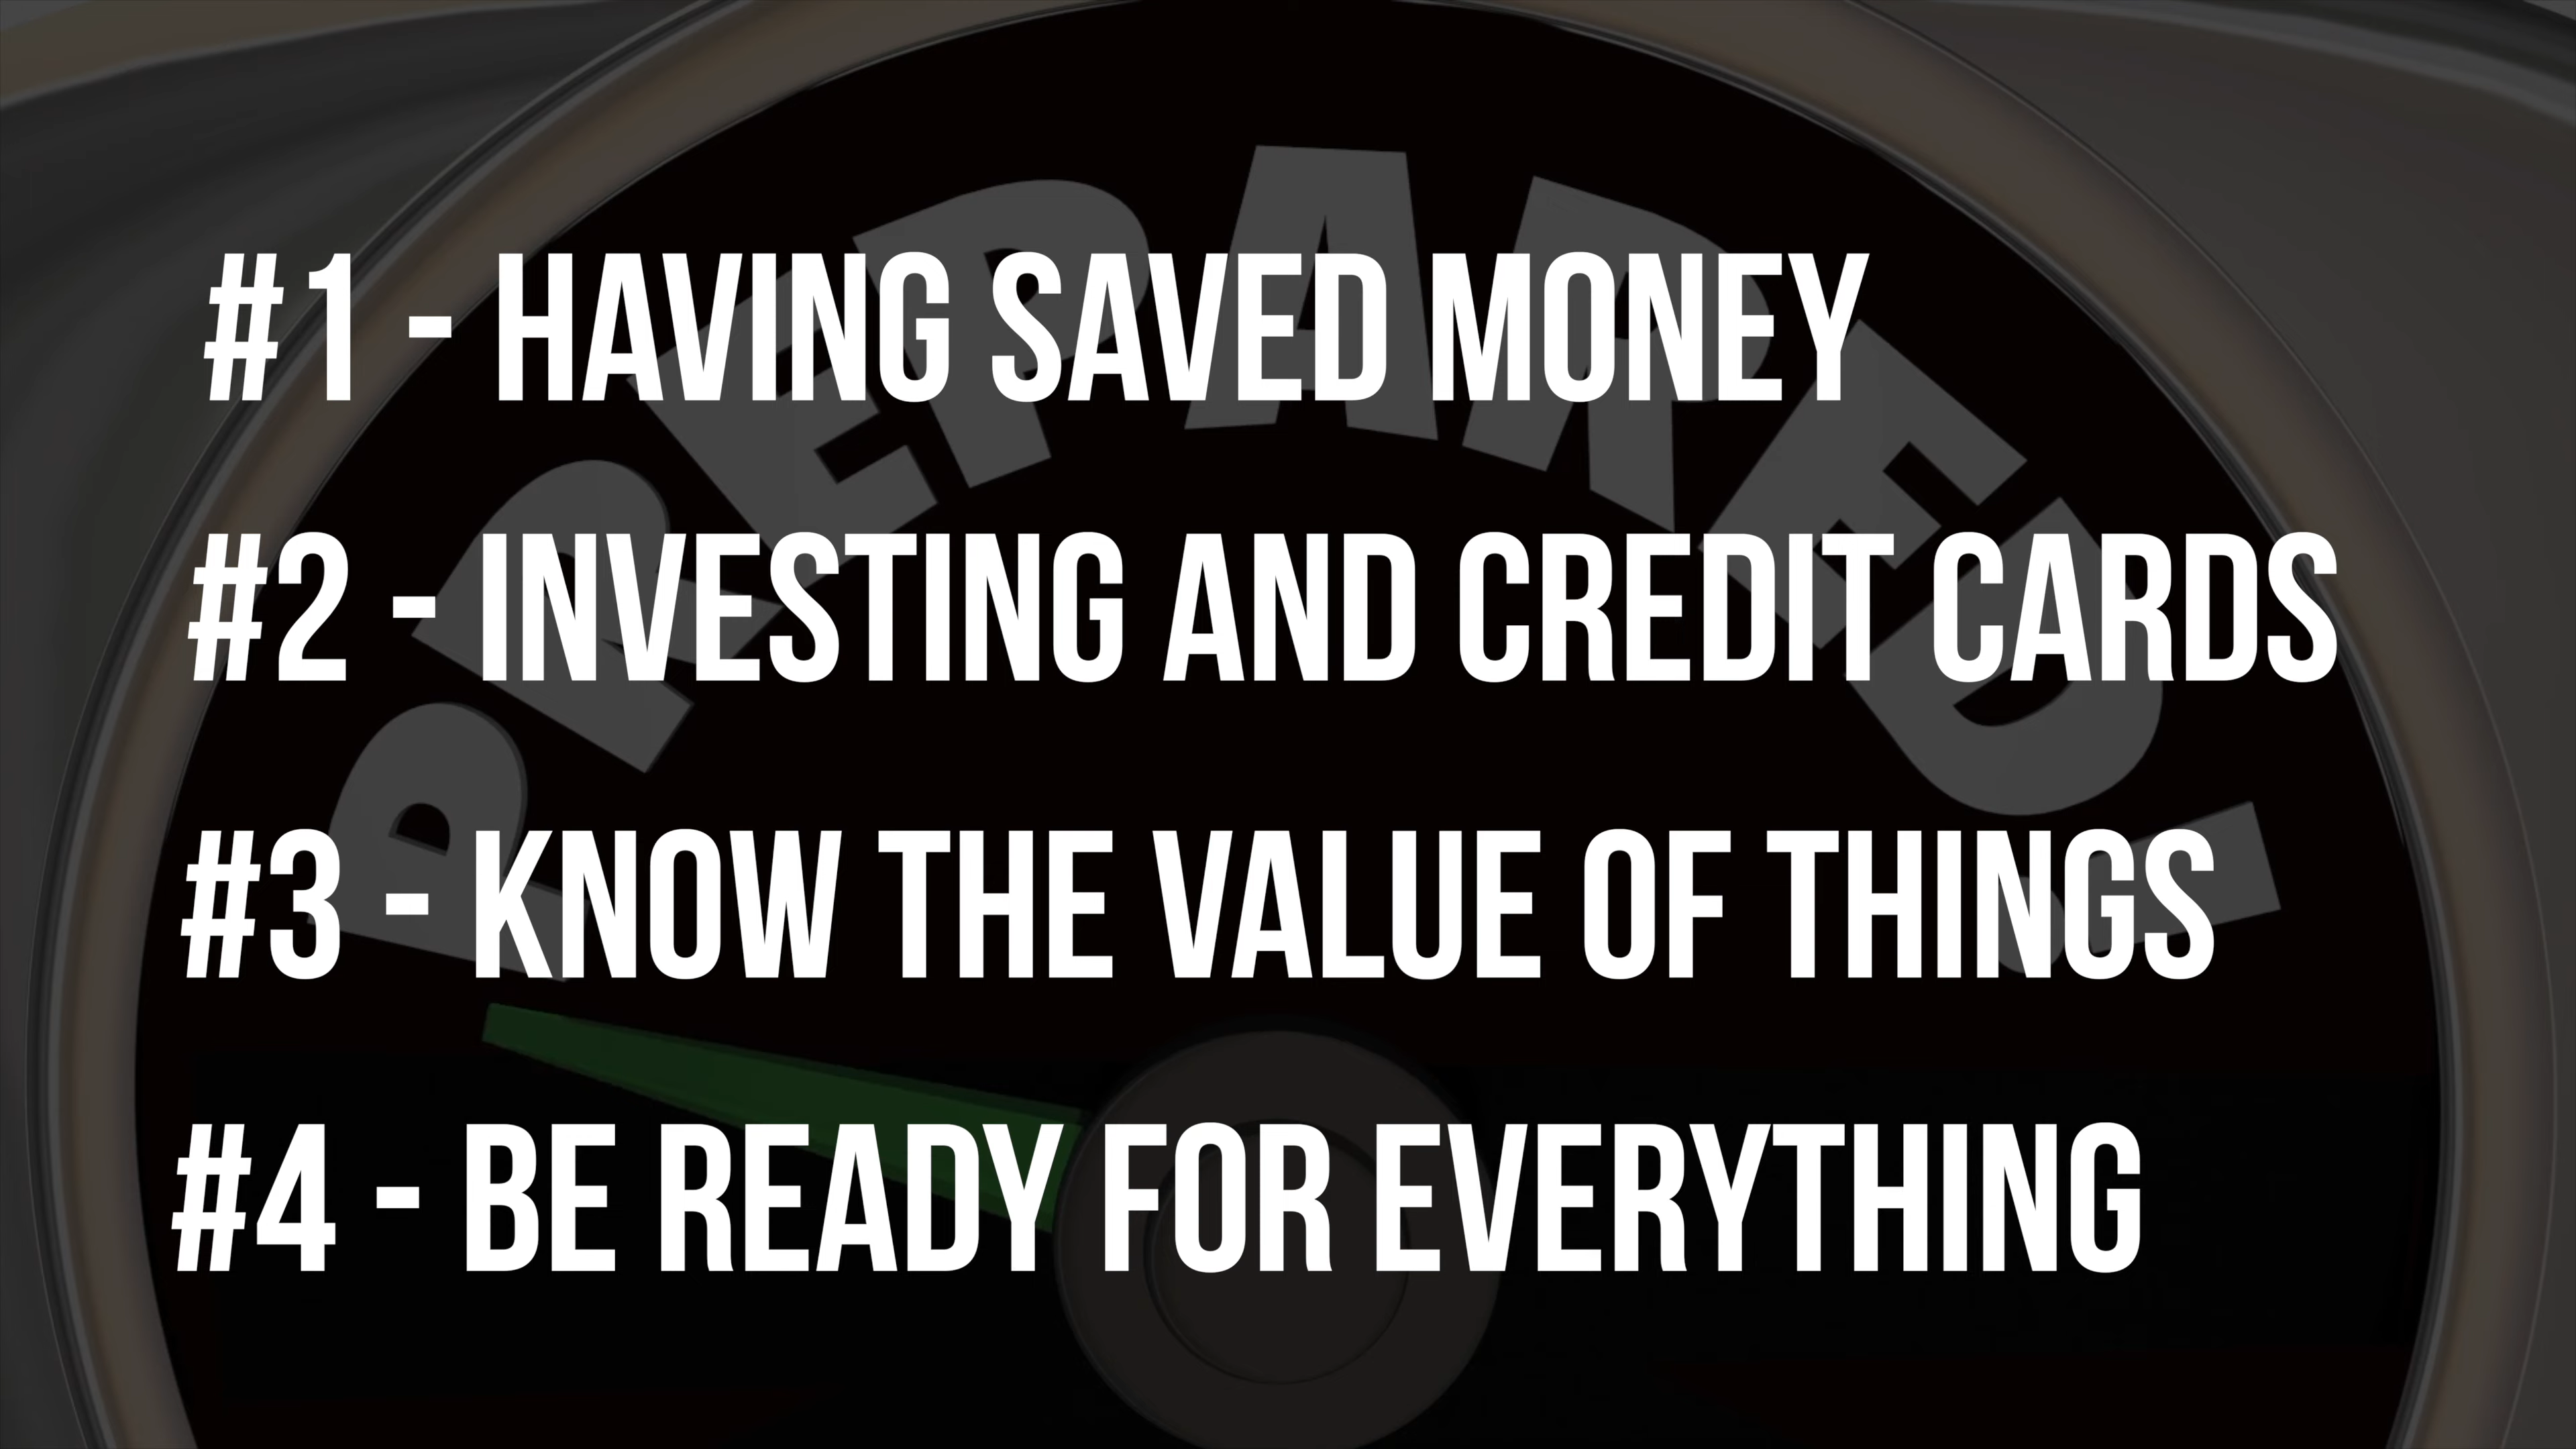 PREPARED!
#1 - HAVING SAVED MONEY
#2 - INVESTING AND CREDIT CARDS
#3 - KNOW THE VALUE OF THINGS
#4 - BE READY FOR EVERYTHING